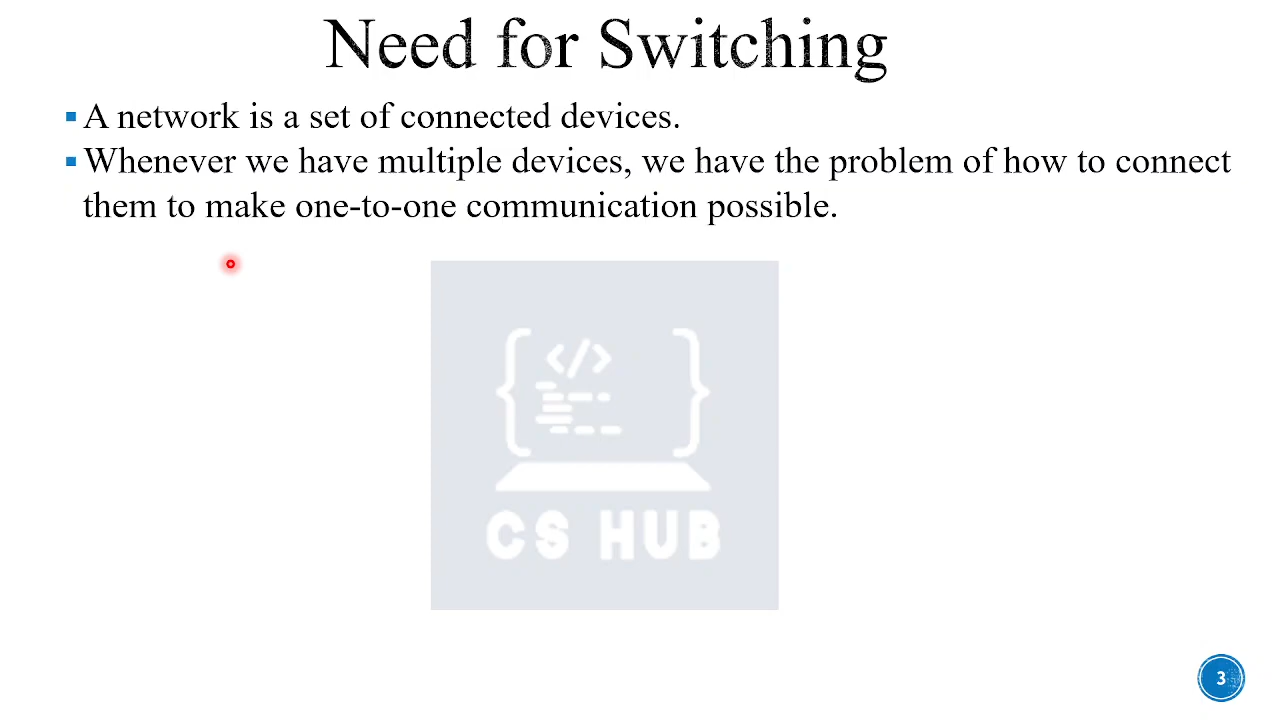 Need for Switching
A network is a set of connected devices.
Whenever we have multiple devices, we have the problem of how to connect
them to make one-to-one communication possible.
</>
CS HUB
3